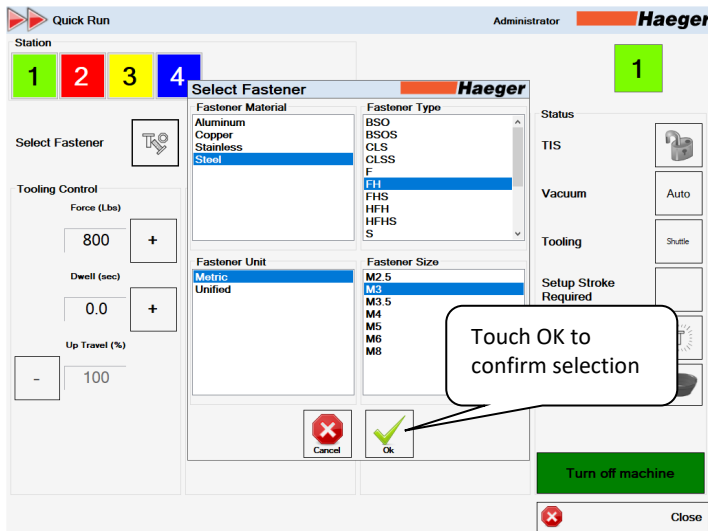 Quick Run
Administrator
Haeger
Station
1
2
3
4
1
Select Fastener
Haeger
Fastener Material
Aluminum
Copper
Stainless
Steel
Fastener Type
BSO
BSOS
CLS
CLSS
F
FH
FHS
HFH
HFHS
S
Fastener Unit
Metric
Unified
Fastener Size
M2.5
M3
M3.5
M4
M5
M6
M8
Cancel
Ok
Select Fastener
Tooling Control
Force (Lbs)
800
+
Dwell (sec)
0.0
+
Up Travel (%)
-
100
Status
TIS
Vacuum
Auto
Tooling
Shuttle
Setup Stroke
Required
Touch OK to
confirm selection
Turn off machine
Close